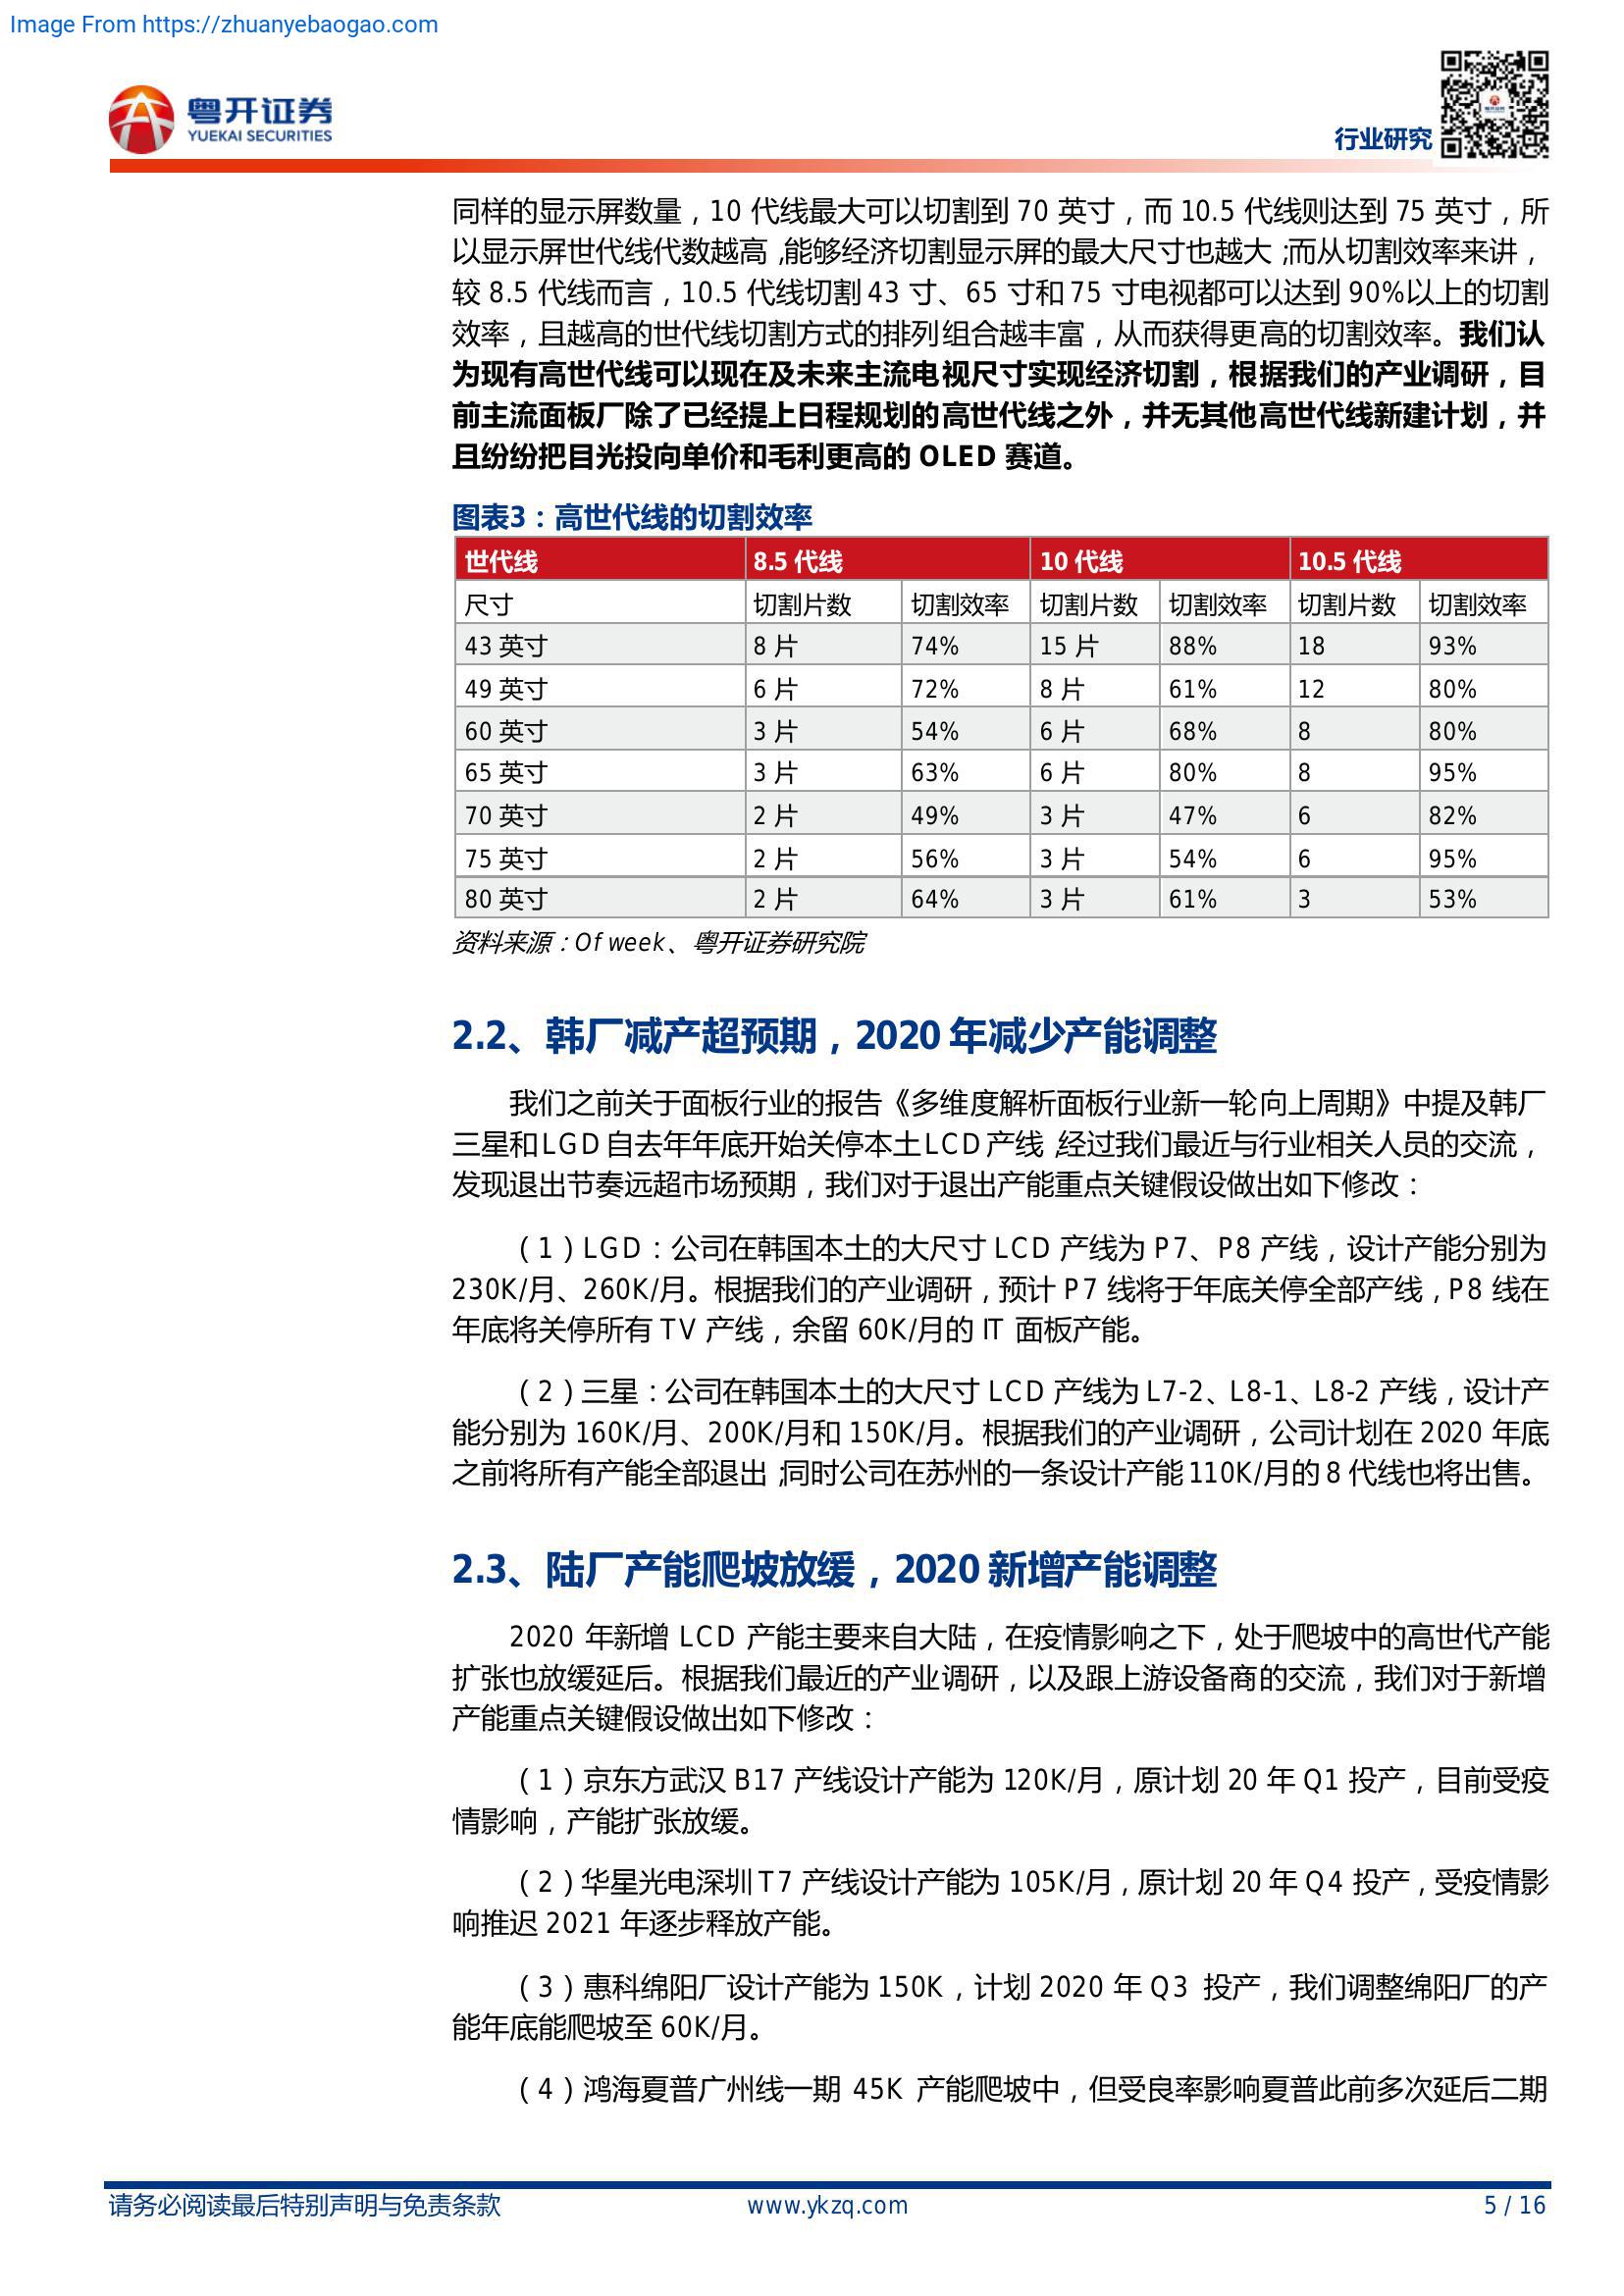 Image From https://zhuanyebaogao.com
粤开证券
YUEKAI SECURITIES
行业研究
同样的显示屏数量，10 代线最大可以切割到 70 英寸，而 10.5 代线则达到 75 英寸，所
以显示屏世代线代数越高，能够经济切割显示屏的最大尺寸也越大；而从切割效率来讲，
较 8.5 代线而言，10.5 代线切割 43 寸、65 寸和 75 寸电视都可以达到 90%以上的切割
效率，且越高的世代线切割方式的排列组合越丰富，从而获得更高的切割效率。我们认
为现有高世代线可以现在及未来主流电视尺寸实现经济切割，根据我们的产业调研，目
前主流面板厂除了已经提上日程规划的高世代线之外，并无其他高世代线新建计划，并
且纷纷把目光投向单价和毛利更高的 OLED 赛道。
图表3：高世代线的切割效率
世代线 8.5 代线 10 代线 10.5 代线
尺寸 切割片数 切割效率 切割片数 切割效率 切割片数 切割效率
43 英寸 8 片 74% 15 片 88% 18 93%
49 英寸 6 片 72% 8 片 61% 12 80%
60 英寸 3 片 54% 6 片 68% 8 80%
65 英寸 3 片 63% 6 片 80% 8 95%
70 英寸 2 片 49% 3 片 47% 6 82%
75 英寸 2 片 56% 3 片 54% 6 95%
80 英寸 2 片 64% 3 片 61% 3 53%
资料来源：Of week、粤开证券研究院
2.2、韩厂减产超预期，2020 年减少产能调整
我们之前关于面板行业的报告《多维度解析面板行业新一轮向上周期》中提及韩厂
三星和 LGD 自去年年底开始关停本土 LCD 产线，经过我们最近与行业相关人员的交流，
发现退出节奏远超市场预期，我们对于退出产能重点关键假设做出如下修改：
（1）LGD：公司在韩国本土的大尺寸 LCD 产线为 P7、P8 产线，设计产能分别为
230K/月、260K/月。根据我们的产业调研，预计 P7 线将于年底关停全部产线，P8 线在
年底将关停所有 TV 产线，余留 60K/月的 IT 面板产能。
（2）三星：公司在韩国本土的大尺寸 LCD 产线为 L7-2、L8-1、L8-2 产线，设计产
能分别为 160K/月、200K/月和 150K/月。根据我们的产业调研，公司计划在 2020 年底
之前将所有产能全部退出；同时公司在苏州的一条设计产能 110K/月的 8 代线也将出售。
2.3、陆厂产能爬坡放缓，2020 新增产能调整
2020 年新增 LCD 产能主要来自大陆，在疫情影响之下，处于爬坡中的高世代产能
扩张也放缓延后。根据我们最近的产业调研，以及跟上游设备商的交流，我们对于新增
产能重点关键假设做出如下修改：
（1）京东方武汉 B17 产线设计产能为 120K/月，原计划 20 年 Q1 投产，目前受疫
情影响，产能扩张放缓。
（2）华星光电深圳 T7 产线设计产能为 105K/月，原计划 20 年 Q4 投产，受疫情影
响推迟 2021 年逐步释放产能。
（3）惠科绵阳厂设计产能为 150K，计划 2020 年 Q3 投产，我们调整绵阳厂的产
能年底能爬坡至 60K/月。
（4）鸿海夏普广州线一期 45K 产能爬坡中，但受良率影响夏普此前多次延后二期
请务必阅读最后特别声明与免责条款 www.ykzq.com 5 / 16